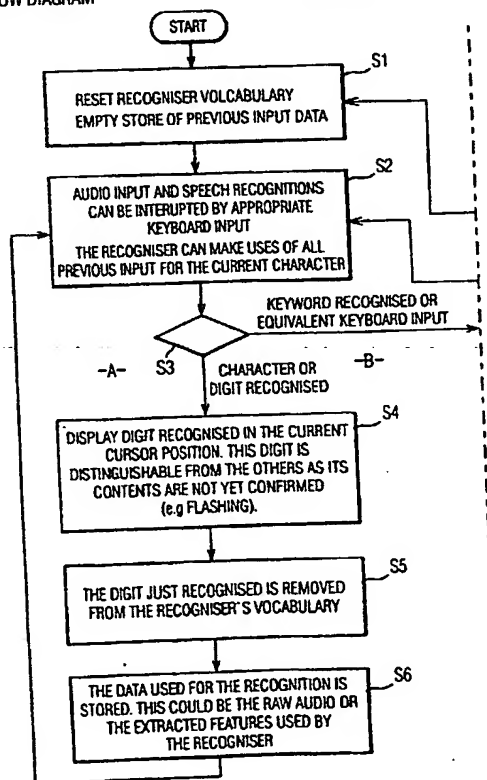 START
S1
RESET RECOGNISER VOLCABULARY
EMPTY STORE OF PREVIOUS INPUT DATA
S2
AUDIO INPUT AND SPEECH RECOGNITIONS
CAN BE INTERUPTED BY APPROPRIATE
KEYBOARD INPUT
THE RECOGNISER CAN MAKE USES OF ALL
PREVIOUS INPUT FOR THE CURRENT CHARACTER
KEYWORD RECOGNISED OR
EQUIVALENT KEYBOARD INPUT
-A-
S3
CHARACTER OR
DIGIT RECOGNISED
-B-
S4
DISPLAY DIGIT RECOGNISED IN THE CURRENT
CURSOR POSITION. THIS DIGIT IS
DISTINGUISHABLE FROM THE OTHERS AS ITS
CONTENTS ARE NOT YET CONFIRMED
(e.g FLASHING).
S5
THE DIGIT JUST RECOGNISED IS REMOVED
FROM THE RECOGNISER'S VOCABULARY
S6
THE DATA USED FOR THE RECOGNITION IS
STORED. THIS COULD BE THE RAW AUDIO OR
THE EXTRACTED FEATURES USED BY
THE RECOGNISER